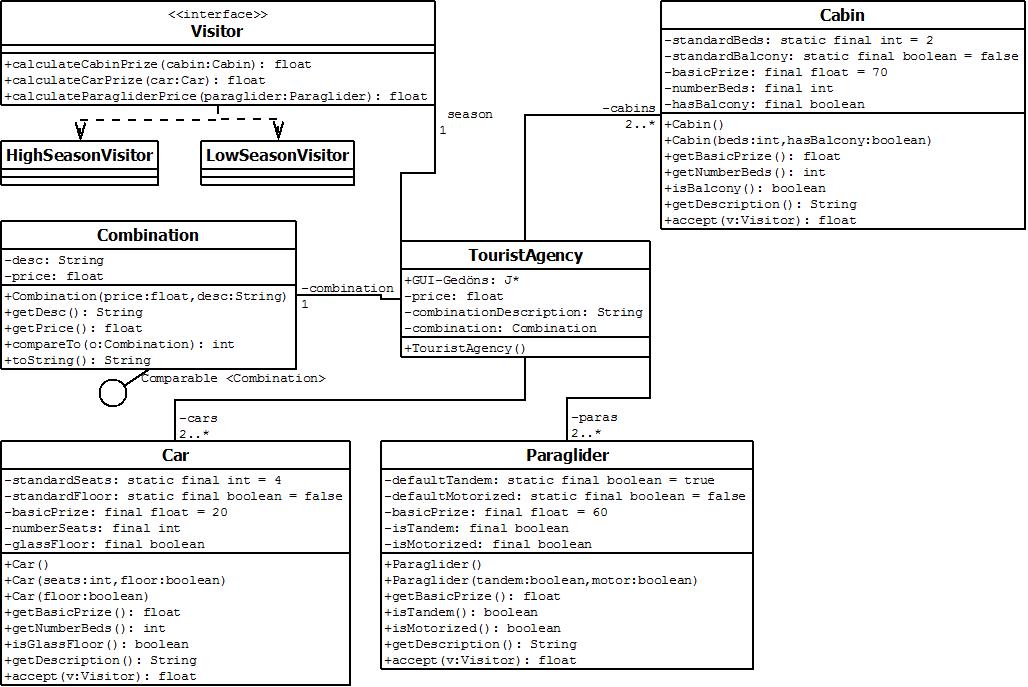 <<interface>>
Visitor
+calculateCabinPrize(cabin:Cabin): float
+calculateCarPrize(car:Car): float
+calculateParagliderPrice(paraglider:Paraglider): float
HighSeasonVisitor
LowSeasonVisitor
season
1
-cabins
2..*
Cabin
-standardBeds: static final int = 2
-standardBalcony: static final boolean = false
-basicPrize: final float = 70
-numberBeds: final int
-hasBalcony: final boolean
+Cabin()
+Cabin(beds:int,hasBalcony:boolean)
+getBasicPrize(): float
+getNumberBeds(): int
+isBalcony(): boolean
+getDescription(): String
+accept(v:Visitor): float
Combination
-desc: String
-price: float
+Combination(price:float,desc:String)
+getDesc(): String
+getPrice(): float
+compareTo(o:Combination): int
+toString(): String
Comparable <Combination>
-combination
1
TouristAgency
+GUI-Gedöns: J*
-price: float
-combinationDescription: String
-combination: Combination
+TouristAgency()
-cars
2..*
-paras
2..*
Car
-standardSeats: static final int = 4
-standardFloor: static final boolean = false
-basicPrize: final float = 20
-numberSeats: final int
-glassFloor: final boolean
+Car()
+Car(seats:int,floor:boolean)
+Car(floor:boolean)
+getBasicPrize(): float
+getNumberBeds(): int
+isGlassFloor(): boolean
+getDescription(): String
+accept(v:Visitor): float
Paraglider
-defaultTandem: static final boolean = true
-defaultMotorized: static final boolean = false
-basicPrize: final float = 60
-isTandem: final boolean
-isMotorized: final boolean
+Paraglider()
+Paraglider(tandem:boolean,motor:boolean)
+getBasicPrize(): float
+isTandem(): boolean
+isMotorized(): boolean
+getDescription(): String
+accept(v:Visitor): float